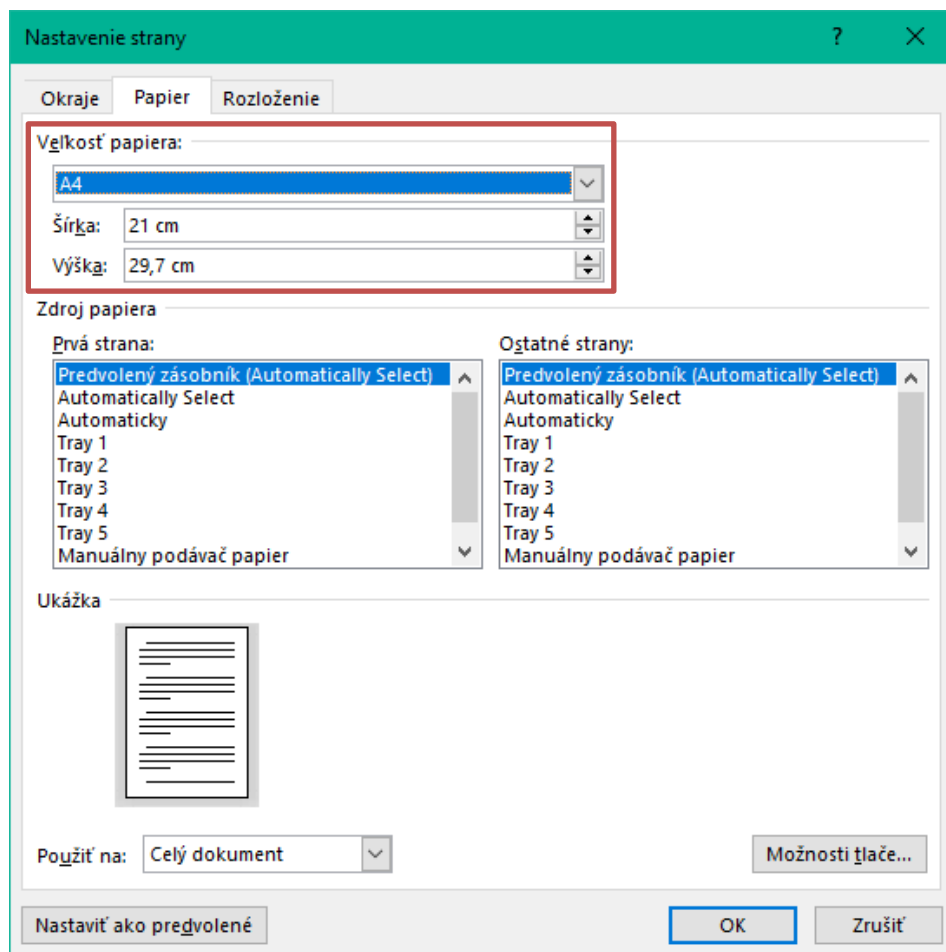 Nastavenie strany ?
Okraje Papier Rozloženie
Veľkosť papiera:
A4
Šírka: 21 cm
Výška: 29,7 cm
Zdroj papiera
Prvá strana: Ostatné strany:
Predvolený zásobník (Automatically Select) Predvolený zásobník (Automatically Select)
Automatically Select Automatically Select
Automaticky Automaticky
Tray 1 Tray 1
Tray 2 Tray 2
Tray 3 Tray 3
Tray 4 Tray 4
Tray 5 Tray 5
Manuálny podávač papier Manuálny podávač papier
Ukážka
Použiť na: Celý dokument Možnosti tlače...
Nastaviť ako predvolené OK Zrušiť